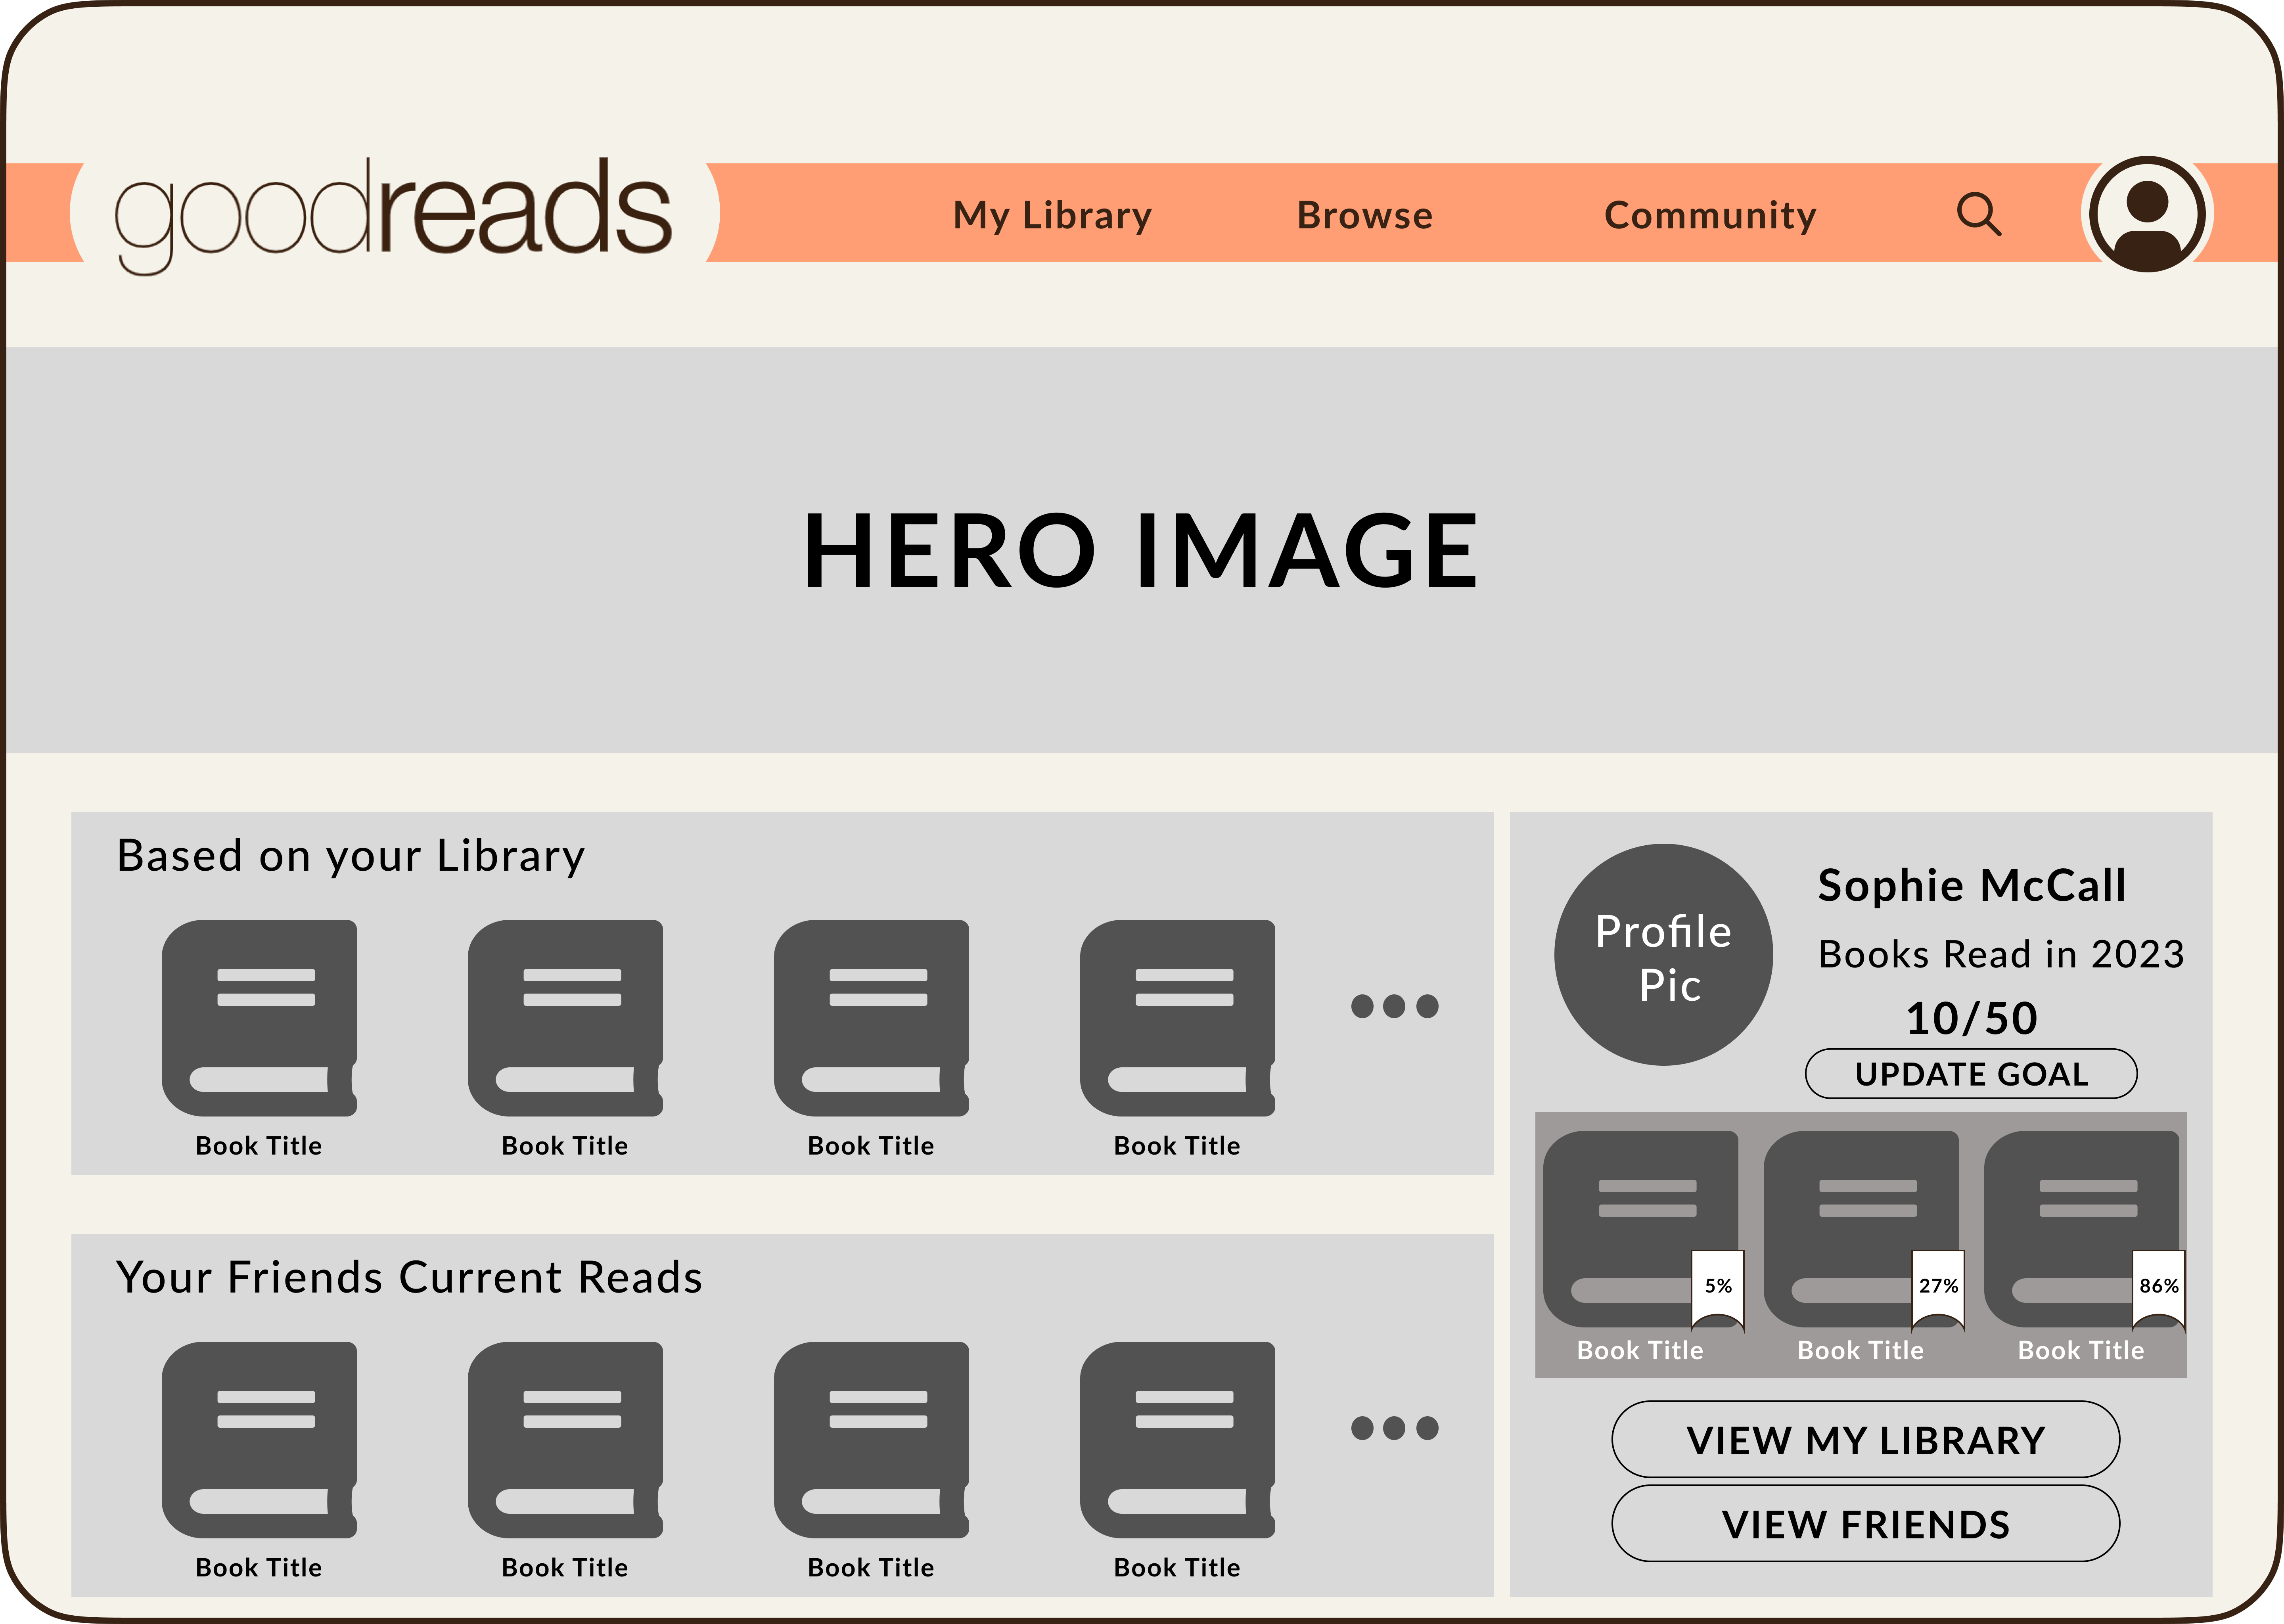 goodreads
My Library
Browse
Community
HERO IMAGE
Based on your Library
Book Title
Book Title
Book Title
Book Title
Your Friends Current Reads
Book Title
Book Title
Book Title
Book Title
Profile
Pic
Sophie McCall
Books Read in 2023
10/50
UPDATE GOAL
5%
27%
86%
Book Title
Book Title
Book Title
VIEW MY LIBRARY
VIEW FRIENDS